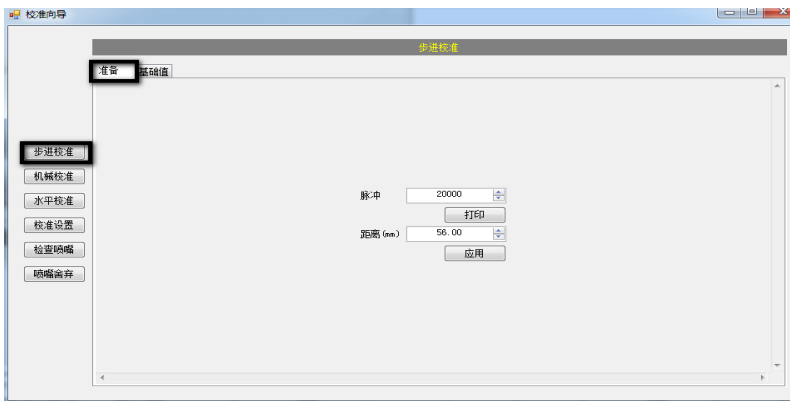 校准向导
步进校准
准备 基础值
步进校准
机械校准
水平校准
校准设置
检查喷嘴
喷嘴舍弃
脉冲 20000
打印
距离(mm) 56.00
应用